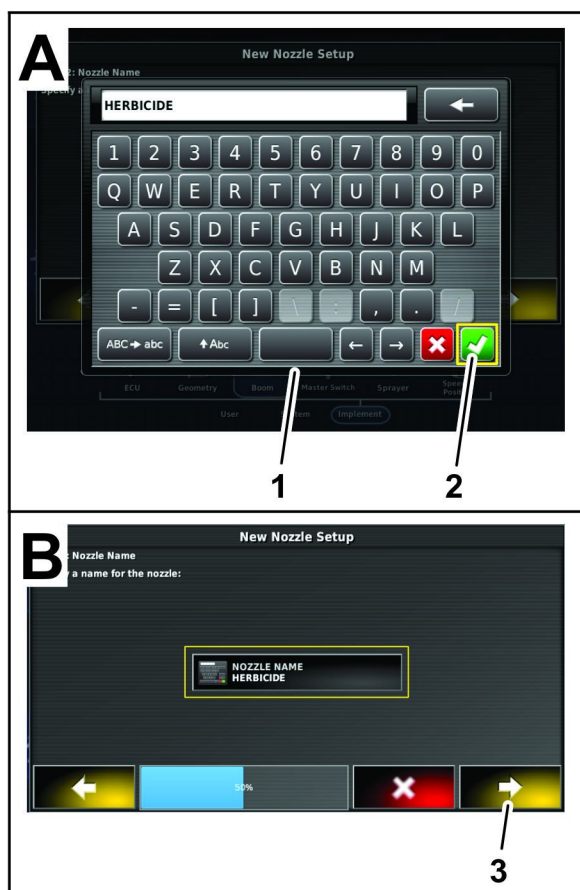 A
New Nozzle Setup
2: Nozzle Name
Specify a
HERBICIDE
1 2 3 4 5 6 7 8 9 0
Q W E R T Y U I O P
A S D F G H J K L
Z X C V B N M
- = [ ] \ : , . /
ABC → abc ↑ Abc ← →
ECU Geometry Boom Master Switch Sprayer
User Implement
1 2
B
New Nozzle Setup
: Nozzle Name
a name for the nozzle:
NOZZLE NAME
HERBICIDE
50%
3